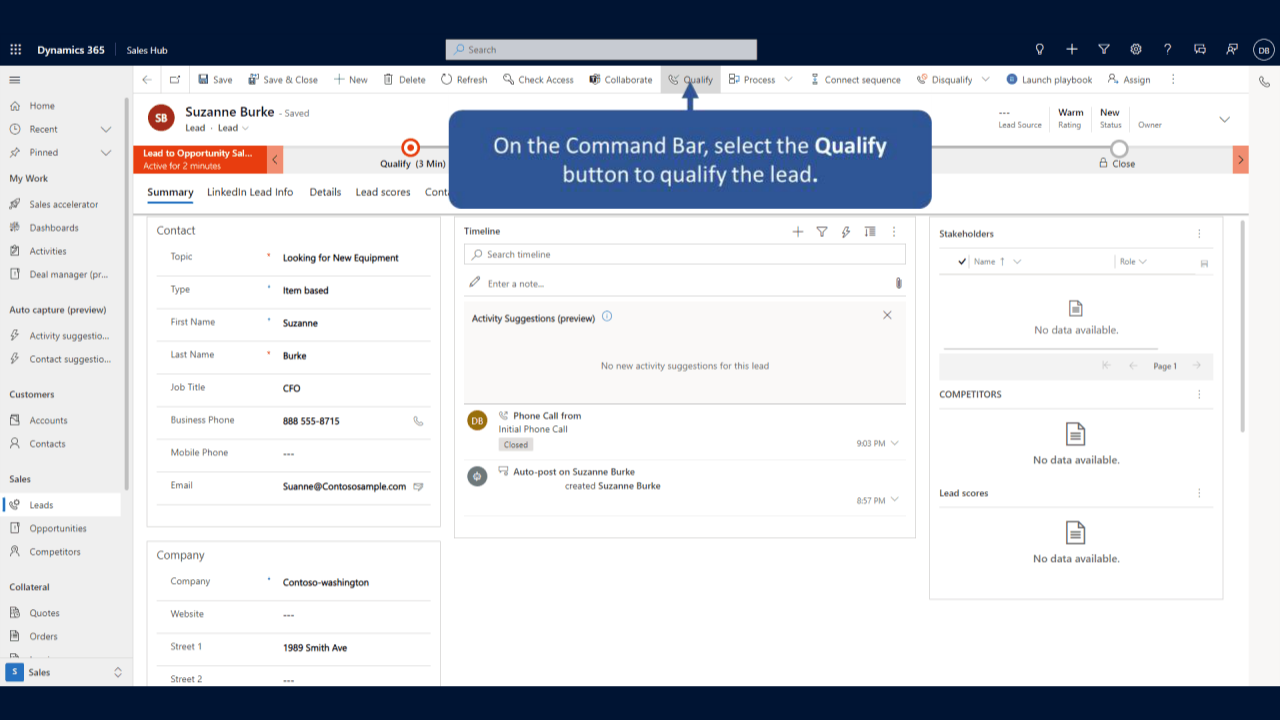 Dynamics 365
Sales Hub
Search
DB
Save
Save & Close
New
Delete
Refresh
Check Access
Collaborate
Qualify
Process
Connect sequence
Disqualify
Launch playbook
Assign
Home
Recent
Pinned
My Work
Sales accelerator
Dashboards
Activities
Deal manager (pr...
Auto capture (preview)
Activity suggestio...
Contact suggestio...
Customers
Accounts
Contacts
Sales
Leads
Opportunities
Competitors
Collateral
Quotes
Orders
S
Sales
SB
Suzanne Burke - Saved
Lead · Lead
---
Lead Source
Warm
Rating
New
Status
Owner
Lead to Opportunity Sal...
Active for 2 minutes
Qualify (3 Min)
Close
On the Command Bar, select the Qualify
button to qualify the lead.
Summary
LinkedIn Lead Info
Details
Lead scores
Conta
Contact
Topic * Looking for New Equipment
Type * Item based
First Name * Suzanne
Last Name * Burke
Job Title CFO
Business Phone 888 555-8715
Mobile Phone ---
Email Suanne@Contososample.com
Company
Company * Contoso-washington
Website ---
Street 1 1989 Smith Ave
Street 2 ---
Timeline
Search timeline
Enter a note...
Activity Suggestions (preview)
No new activity suggestions for this lead
DB
Phone Call from
Initial Phone Call
Closed
9:03 PM
Auto-post on Suzanne Burke
created Suzanne Burke
8:57 PM
Stakeholders
Name ↑
Role
No data available.
Page 1
COMPETITORS
No data available.
Lead scores
No data available.